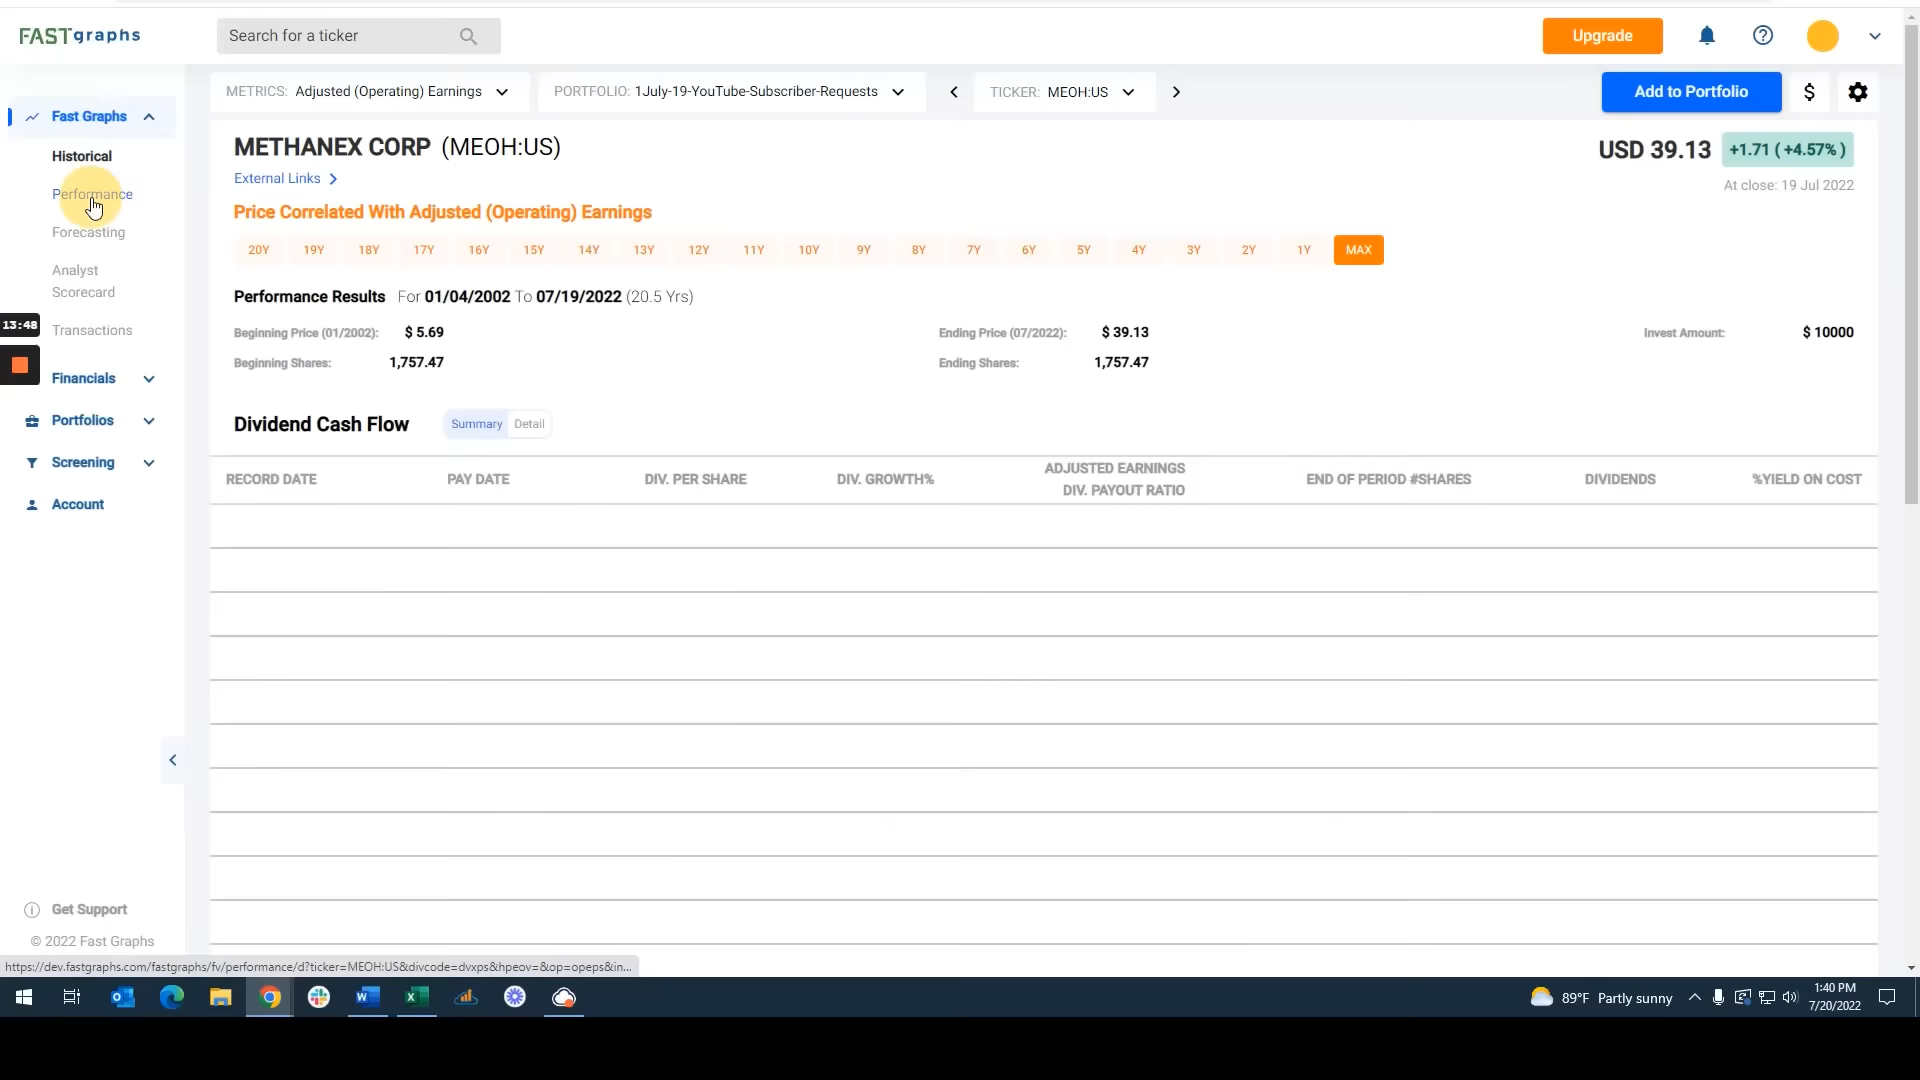 FAST graphs
Search for a ticker
Upgrade
METRICS: Adjusted (Operating) Earnings
PORTFOLIO: 1July-19-YouTube-Subscriber-Requests
TICKER: MEOH:US
Add to Portfolio
$
Fast Graphs
Historical
Performance
Forecasting
Analyst
Scorecard
Transactions
13:48
Financials
Portfolios
Screening
Account
METHANEX CORP (MEOH:US)
USD 39.13 +1.71 ( +4.57% )
External Links
At close: 19 Jul 2022
Price Correlated With Adjusted (Operating) Earnings
20Y 19Y 18Y 17Y 16Y 15Y 14Y 13Y 12Y 11Y 10Y 9Y 8Y 7Y 6Y 5Y 4Y 3Y 2Y 1Y MAX
Performance Results For 01/04/2002 To 07/19/2022 (20.5 Yrs)
Beginning Price (01/2002): $ 5.69 Ending Price (07/2022): $ 39.13 Invest Amount: $ 10000
Beginning Shares: 1,757.47 Ending Shares: 1,757.47
Dividend Cash Flow Summary Detail
RECORD DATE PAY DATE DIV. PER SHARE DIV. GROWTH% ADJUSTED EARNINGS
DIV. PAYOUT RATIO END OF PERIOD #SHARES DIVIDENDS %YIELD ON COST
Get Support
© 2022 Fast Graphs
https://dev.fastgraphs.com/fastgraphs/fv/performance/d?ticker=MEOH:US&divcode=dvxps&hpeov=&op=opeps&in...
89°F Partly sunny
1:40 PM
7/20/2022